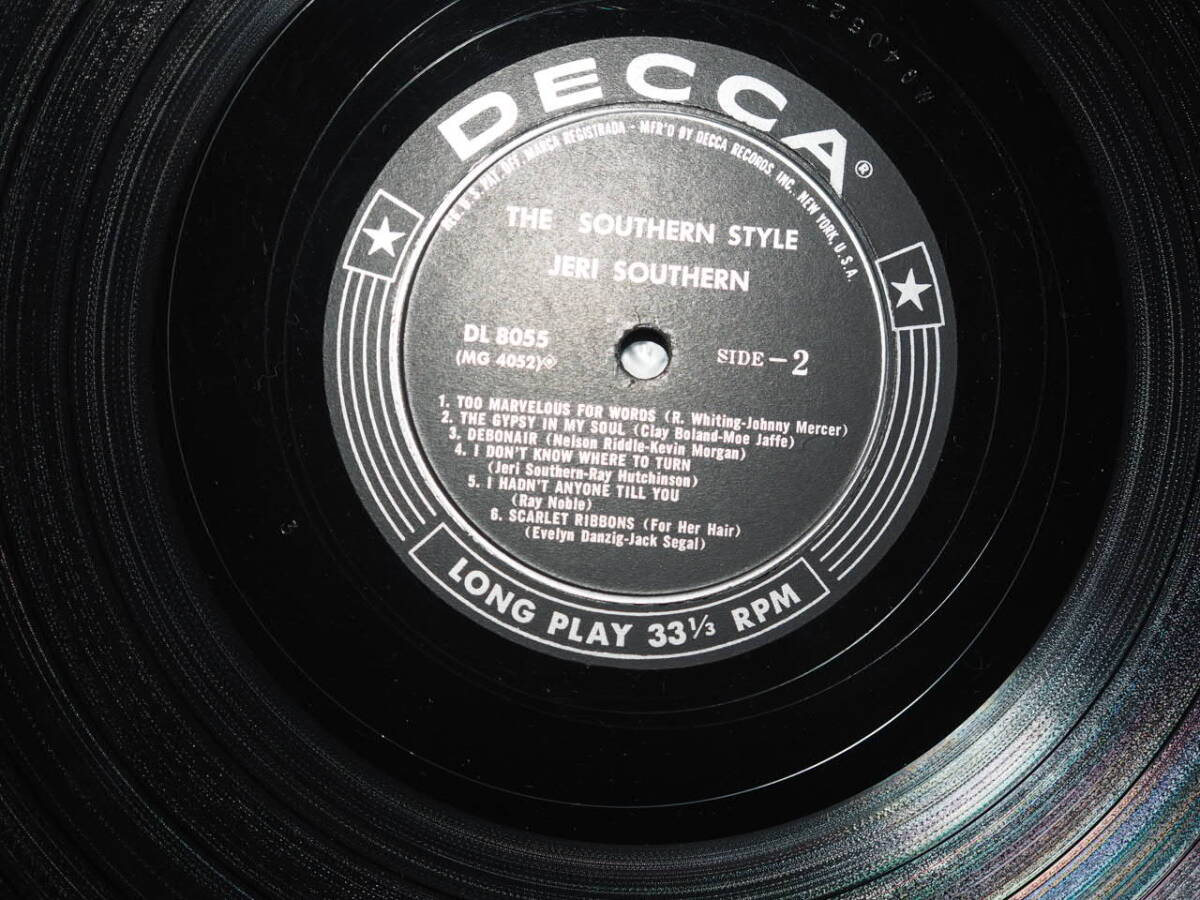 DECCA®
REG. U.S. PAT. OFF. MARCA REGISTRADA - MFR'D BY DECCA RECORDS, INC., NEW YORK, U.S.A.
THE SOUTHERN STYLE
JERI SOUTHERN
DL 8055
(MG 4052)
SIDE - 2
1. TOO MARVELOUS FOR WORDS (R. Whiting-Johnny Mercer)
2. THE GYPSY IN MY SOUL (Clay Boland-Moe Jaffe)
3. DEBONAIR (Nelson Riddle-Kevin Morgan)
4. I DON'T KNOW WHERE TO TURN
(Jeri Southern-Ray Hutchinson)
5. I HADN'T ANYONE TILL YOU
(Ray Noble)
6. SCARLET RIBBONS (For Her Hair)
(Evelyn Danzig-Jack Segal)
LONG PLAY 33⅓ RPM